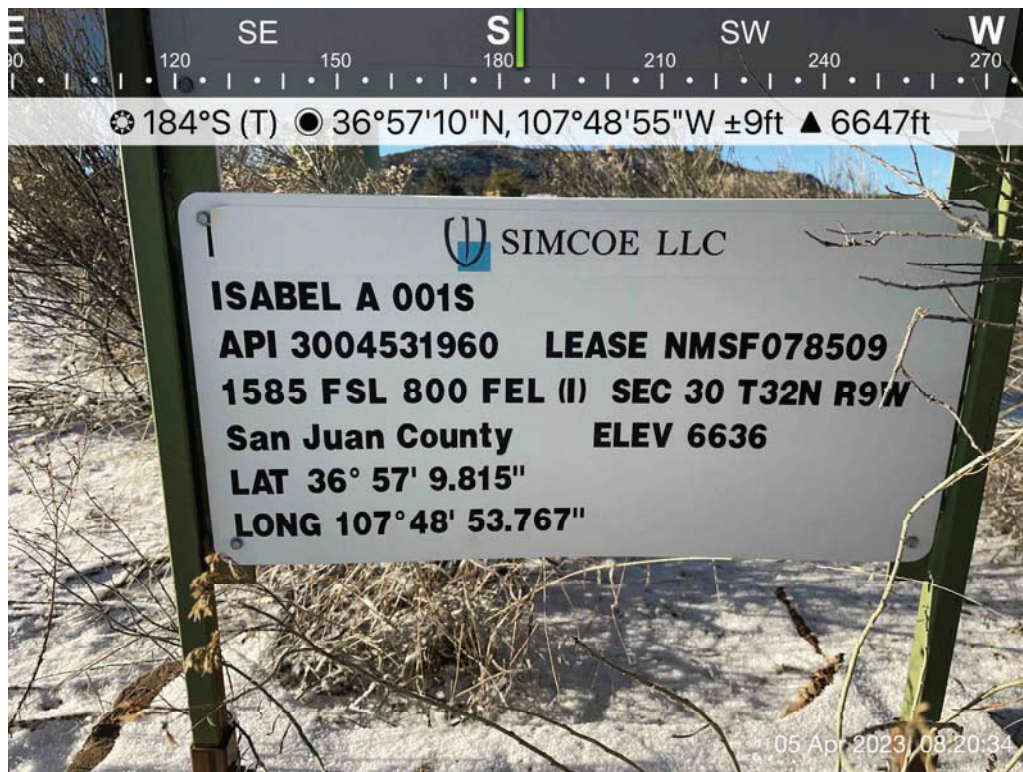 E SE S SW W
90 120 150 180 210 240 270
184°S (T) 36°57'10"N, 107°48'55"W ±9ft ▲ 6647ft
SIMCOE LLC
ISABEL A 001S
API 3004531960 LEASE NMSF078509
1585 FSL 800 FEL (I) SEC 30 T32N R9W
San Juan County ELEV 6636
LAT 36° 57' 9.815"
LONG 107° 48' 53.767"
05 Apr 2023, 08:20:34